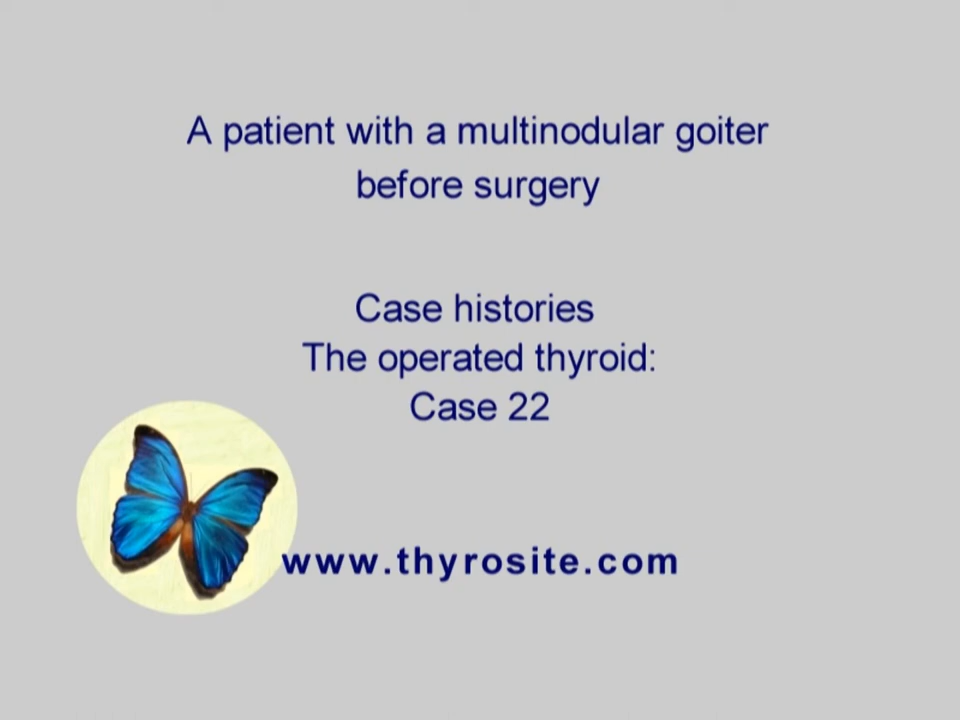 A patient with a multinodular goiter
before surgery
Case histories
The operated thyroid:
Case 22
www.thyrosite.com